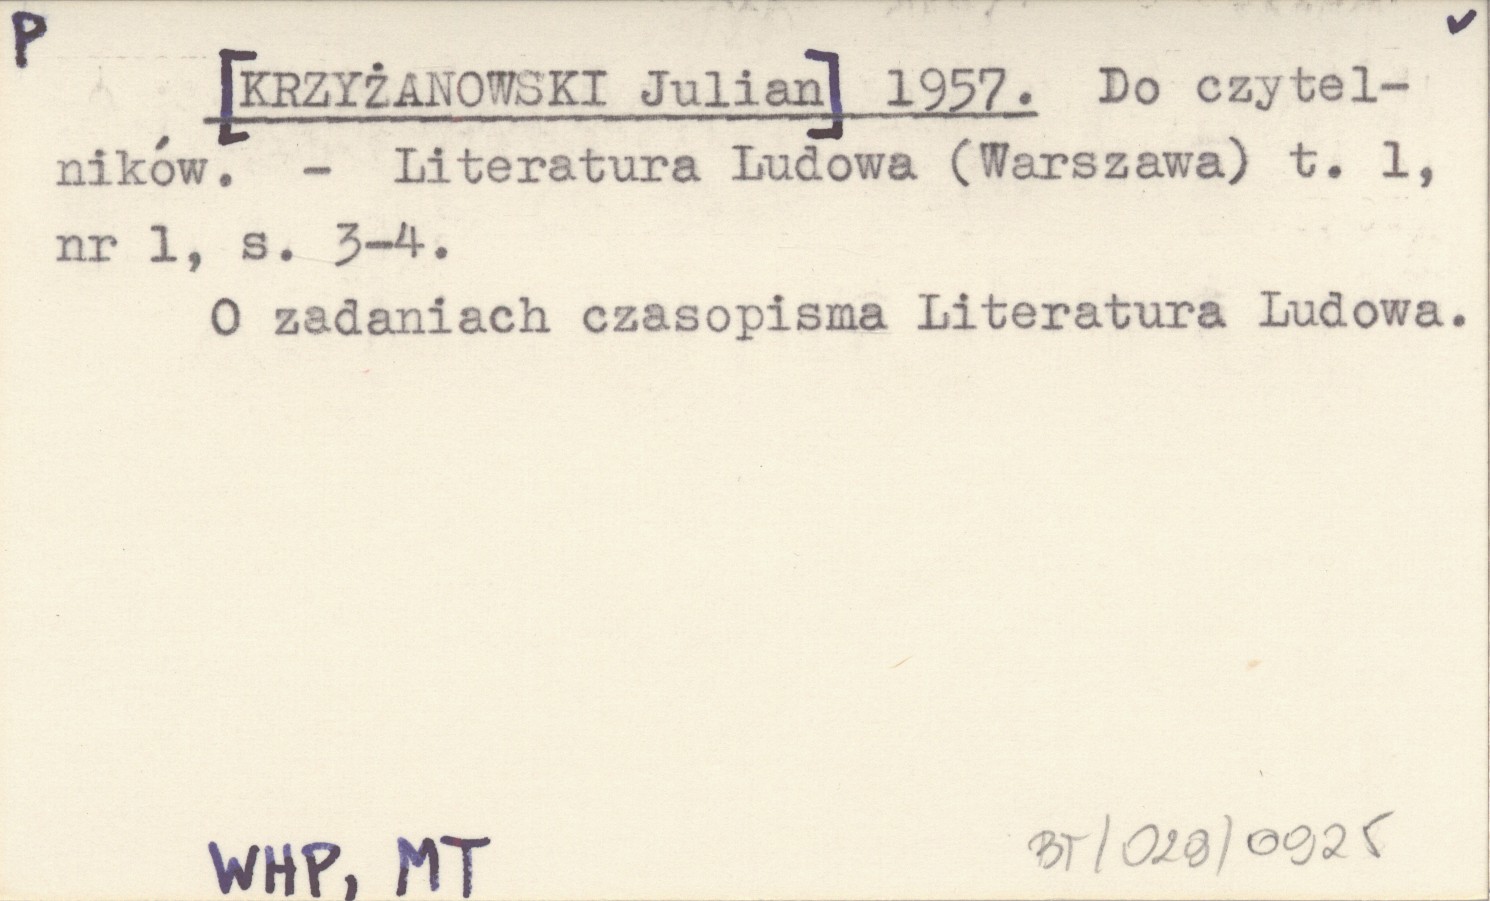 P ✓
[KRZYŻANOWSKI Julian] 1957. Do czytel-
ników. - Literatura Ludowa (Warszawa) t. 1,
nr 1, s. 3-4.
O zadaniach czasopisma Literatura Ludowa.
WHP, MT
BT/028/0925